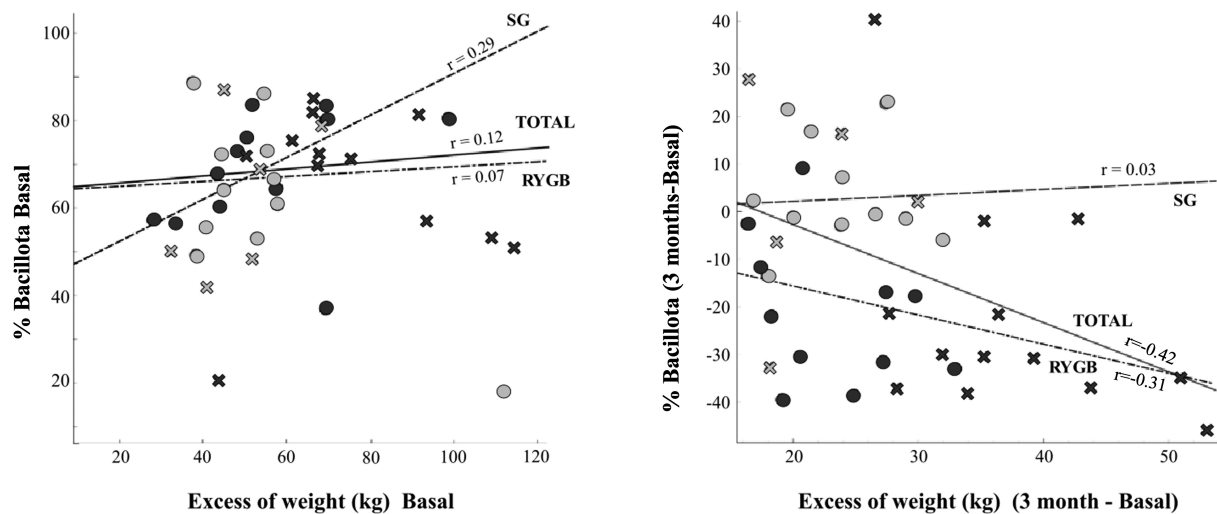 SG
r = 0.29
TOTAL
r = 0.12
RYGB
r = 0.07
% Bacillota Basal
100
80
60
40
20
20 40 60 80 100 120
Excess of weight (kg) Basal
% Bacillota (3 months-Basal)
40
30
20
10
0
-10
-20
-30
-40
r = 0.03
SG
TOTAL
r=-0.42
RYGB
r=-0.31
20 30 40 50
Excess of weight (kg) (3 month - Basal)